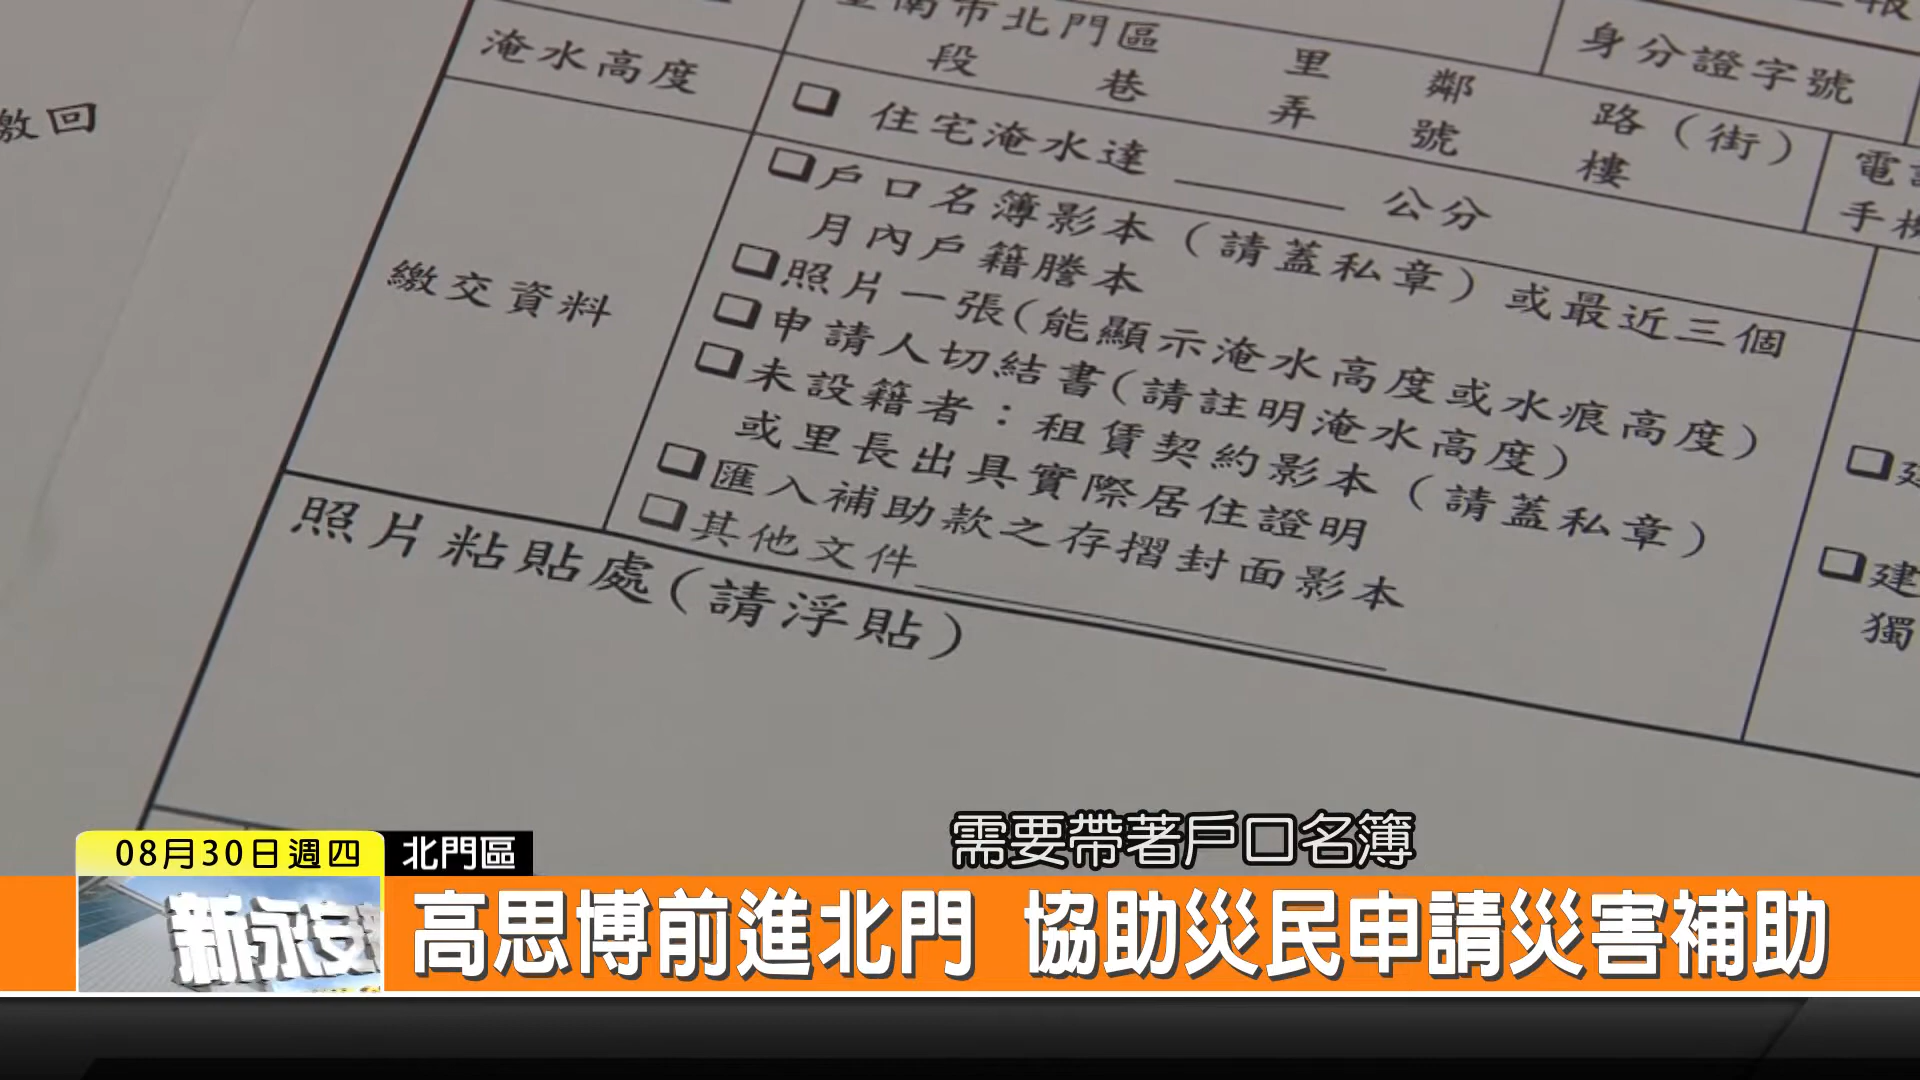 臺南市北門區 里 鄰 路（街）
段 巷 弄 號 樓
身分證字號
淹水高度
❑ 住宅淹水達 ______ 公分
繳回
繳交資料
❑戶口名簿影本（請蓋私章）或最近三個
月內戶籍謄本
❑照片一張(能顯示淹水高度或水痕高度)
❑申請人切結書(請註明淹水高度)
❑未設籍者：租賃契約影本（請蓋私章）
或里長出具實際居住證明
❑匯入補助款之存摺封面影本
❑其他文件
照片粘貼處(請浮貼)
❑建
獨
需要帶著戶口名簿
08月30日週四
北門區
新永安
高思博前進北門 協助災民申請災害補助